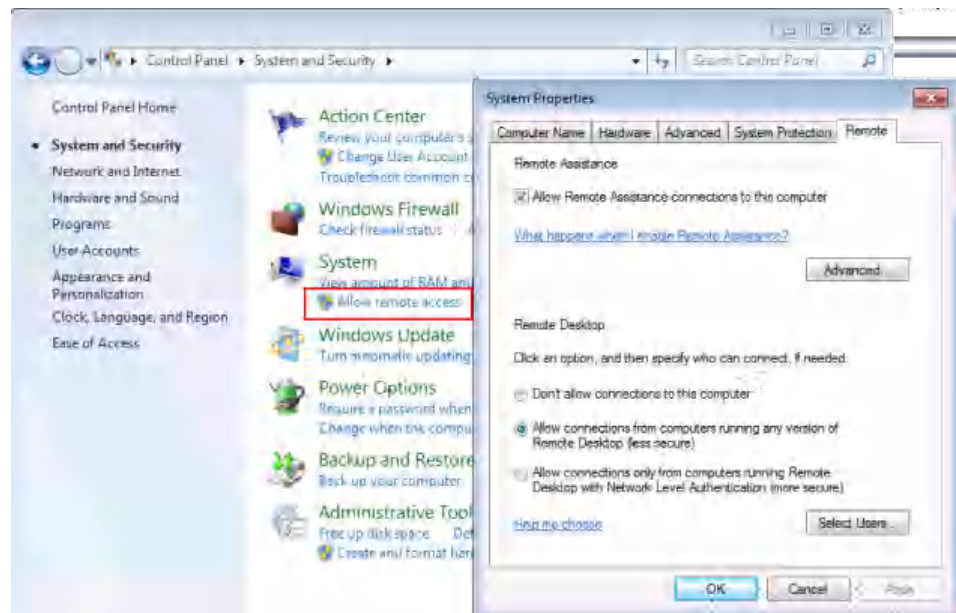 Control Panel ▸ System and Security ▸
Search Control Panel
Control Panel Home
System and Security
Network and Internet
Hardware and Sound
Programs
User Accounts
Appearance and
Personalization
Clock, Language, and Region
Ease of Access
Action Center
Review your computer's s
Change User Account
Troubleshoot common c
Windows Firewall
Check firewall status
System
View amount of RAM and
Allow remote access
Windows Update
Turn automatic updating
Power Options
Require a password when
Change when the compu
Backup and Restore
Back up your computer
Administrative Tool
Free up disk space
Create and format hard
System Properties
Computer Name
Hardware
Advanced
System Protection
Remote
Remote Assistance
Allow Remote Assistance connections to this computer
What happens when I enable Remote Assistance?
Advanced...
Remote Desktop
Click an option, and then specify who can connect, if needed.
Don't allow connections to this computer
Allow connections from computers running any version of
Remote Desktop (less secure)
Allow connections only from computers running Remote
Desktop with Network Level Authentication (more secure)
Help me choose
Select Users...
OK
Cancel
Apply